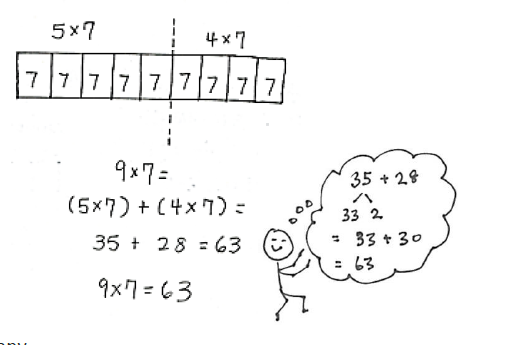 5×7 4×7
7 7 7 7 7 7 7 7 7
9×7=
(5×7) + (4×7) =
35 + 28 = 63
9×7=63
35 + 28
33 2
= 33 + 30
= 63